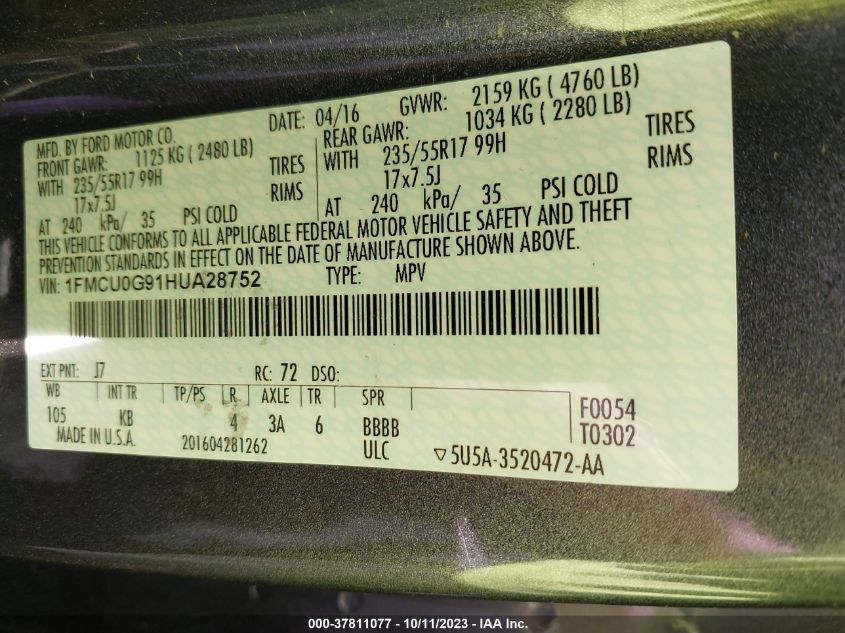 MFD. BY FORD MOTOR CO. DATE: 04/16 GVWR: 2159 KG ( 4760 LB)
FRONT GAWR: 1125 KG ( 2480 LB) REAR GAWR: 1034 KG ( 2280 LB)
WITH 235/55R17 99H TIRES WITH 235/55R17 99H TIRES
17x7.5J RIMS 17x7.5J RIMS
AT 240 kPa/ 35 PSI COLD AT 240 kPa/ 35 PSI COLD
THIS VEHICLE CONFORMS TO ALL APPLICABLE FEDERAL MOTOR VEHICLE SAFETY AND THEFT
PREVENTION STANDARDS IN EFFECT ON THE DATE OF MANUFACTURE SHOWN ABOVE.
VIN: 1FMCU0G91HUA28752 TYPE: MPV
EXT PNT: J7 RC: 72 DSO:
WB INT TR TP/PS R AXLE TR SPR
105 KB 4 3A 6 BBBB F0054
MADE IN U.S.A. 201604281262 ULC T0302
▽5U5A-3520472-AA
000-37811077 - 10/11/2023 - IAA Inc.